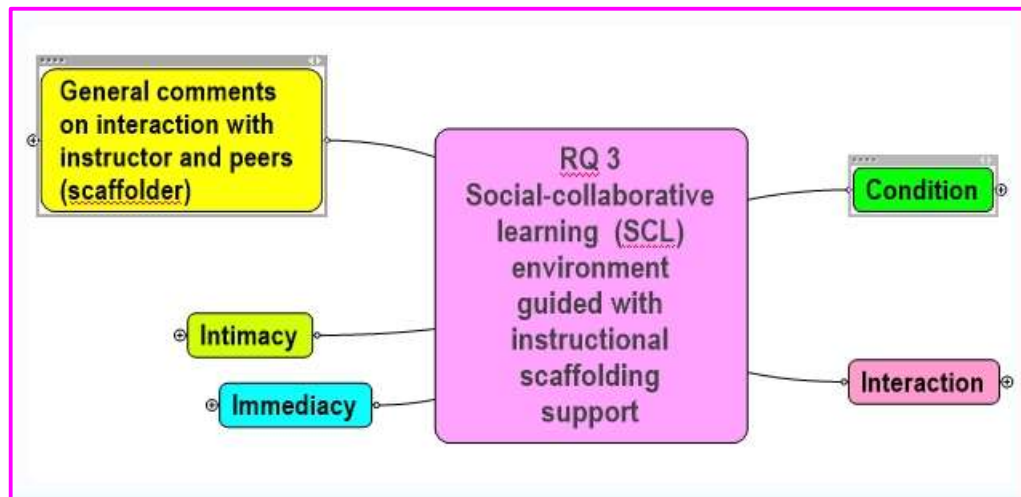 General comments
on interaction with
instructor and peers
(scaffolder)
RQ 3
Social-collaborative
learning (SCL)
environment
guided with
instructional
scaffolding
support
Condition
Intimacy
Immediacy
Interaction